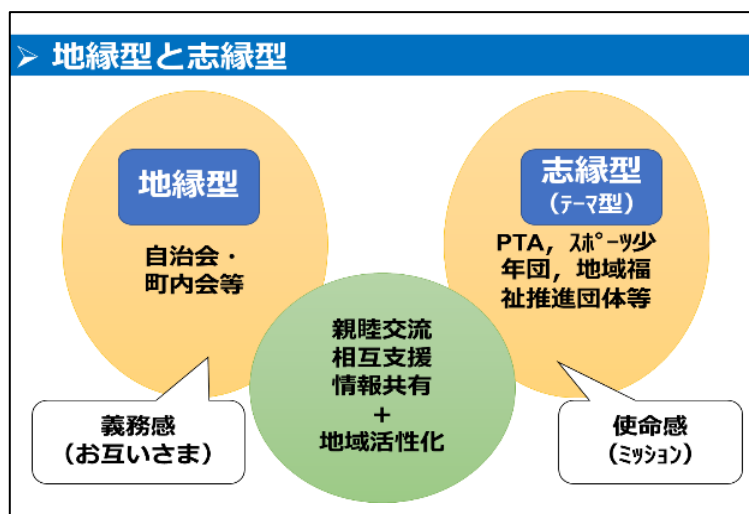 ➢ 地縁型と志縁型
地縁型
自治会・
町内会等
義務感
(お互いさま)
志縁型
(ﾃｰﾏ型)
PTA, ｽﾎﾟｰﾂ少
年団，地域福
祉推進団体等
使命感
(ﾐｯｼｮﾝ)
親睦交流
相互支援
情報共有
+
地域活性化